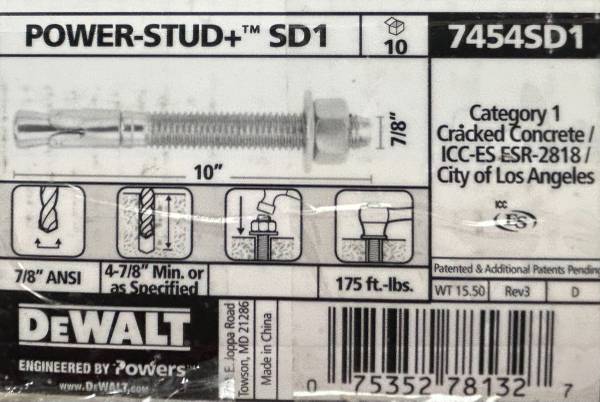 POWER-STUD+™ SD1
10
7454SD1
7/8"
10"
Category 1
Cracked Concrete /
ICC-ES ESR-2818 /
City of Los Angeles
ICC
ES
7/8" ANSI
4-7/8" Min. or
as Specified
175 ft.-lbs.
Patented & Additional Patents Pending
WT 15.50
Rev3
D
DEWALT
ENGINEERED BY Powers™
www.DEWALT.com
E. Joppa Road
Towson, MD 21286
Made in China
0 75352 78132 7